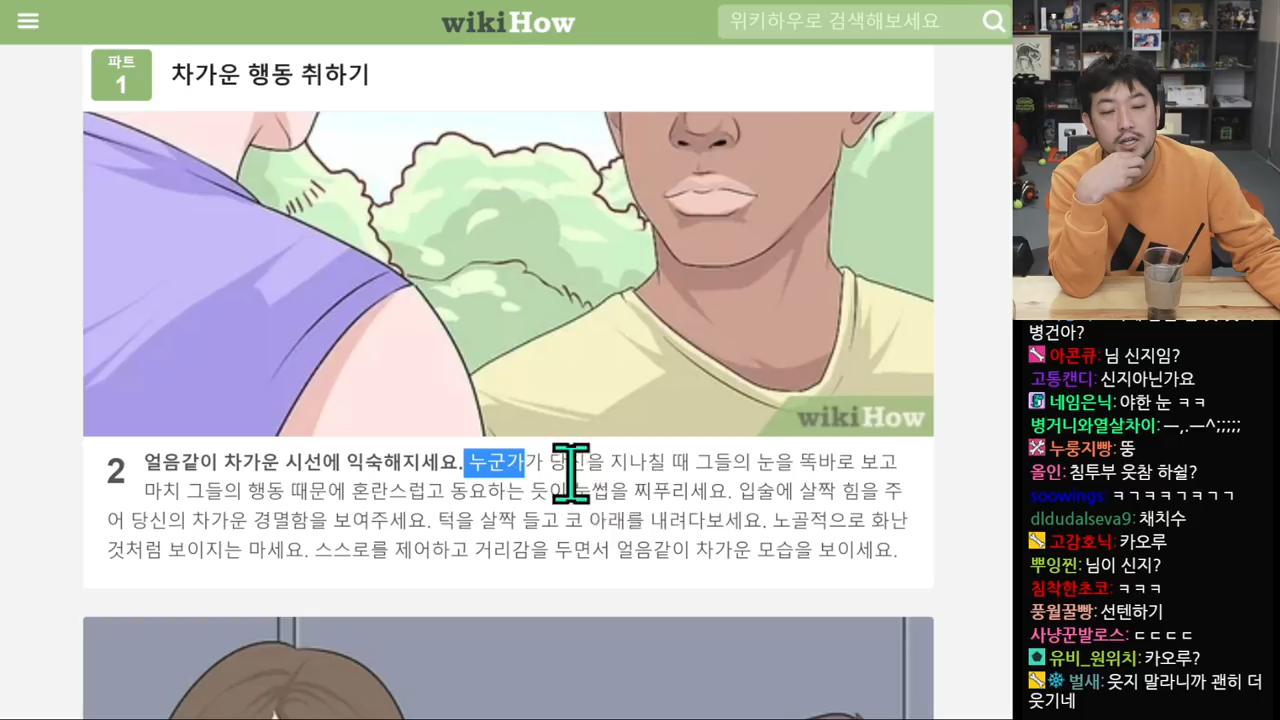 wikiHow
위키하우로 검색해보세요
파트
1
차가운 행동 취하기
wikiHow
2
얼음같이 차가운 시선에 익숙해지세요. 누군가가 당신을 지나칠 때 그들의 눈을 똑바로 보고
마치 그들의 행동 때문에 혼란스럽고 동요하는 듯이 눈썹을 찌푸리세요. 입술에 살짝 힘을 주
어 당신의 차가운 경멸함을 보여주세요. 턱을 살짝 들고 코 아래를 내려다보세요. 노골적으로 화난
것처럼 보이지는 마세요. 스스로를 제어하고 거리감을 두면서 얼음같이 차가운 모습을 보이세요.
병건아?
아콘큐: 님 신지임?
고통캔디: 신지아닌가요
네임은닉: 야한 눈 ㅋㅋ
병거니와열살차이: ㅡ,.ㅡ^;;;;;
누룽지빵: 뚱
올인: 침투부 웃참 하쉴?
soowings: ㅋㄱㅋㅋㄱㅋㄱㄱ
dldudalseva9: 채치수
고감호닉: 카오루
뿌잉찐: 님이 신지?
침착한초코: ㅋㅋㅋ
풍월꿀빵: 선텐하기
사냥꾼발로스: ㄷㄷㄷㄷ
유비_원위치: 카오루?
벌새: 웃지 말라니까 괜히 더
웃기네